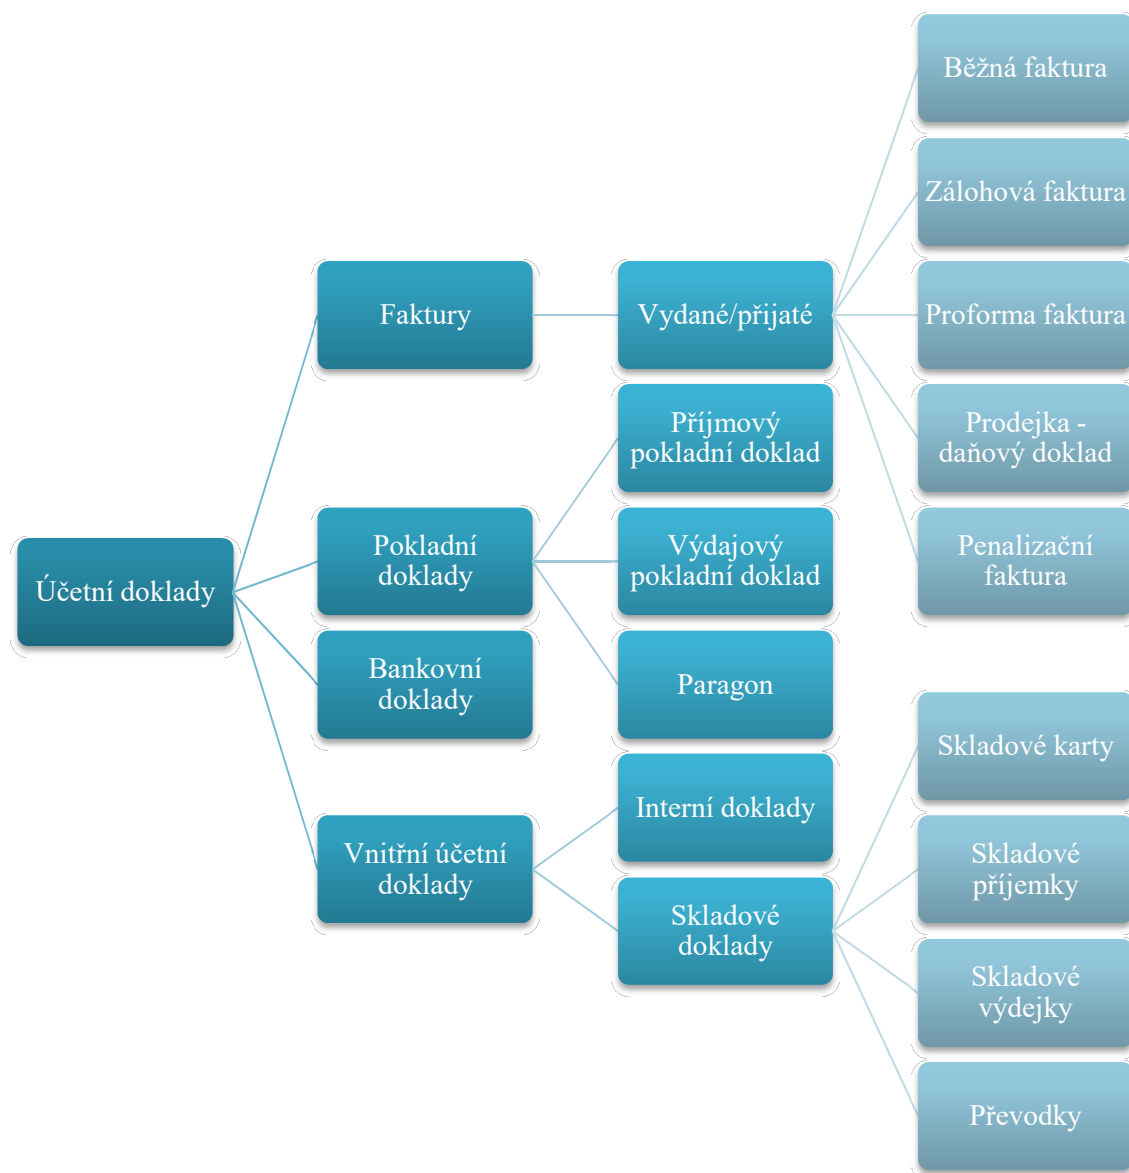 Účetní doklady
Faktury
Vydané/přijaté
Běžná faktura
Zálohová faktura
Proforma faktura
Prodejka -
daňový doklad
Penalizační
faktura
Pokladní
doklady
Příjmový
pokladní doklad
Výdajový
pokladní doklad
Paragon
Bankovní
doklady
Vnitřní účetní
doklady
Interní doklady
Skladové
doklady
Skladové karty
Skladové
příjemky
Skladové
výdejky
Převodky